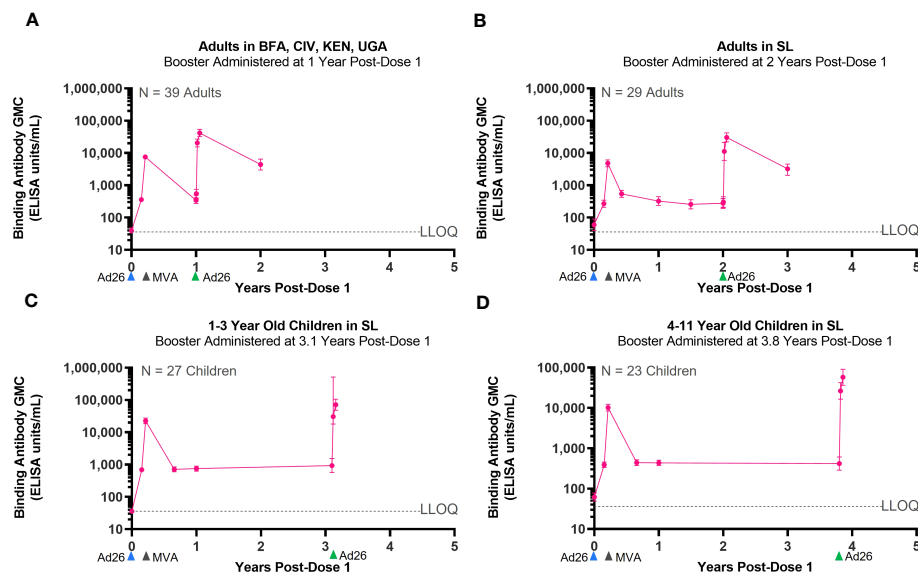 A
Adults in BFA, CIV, KEN, UGA
Booster Administered at 1 Year Post-Dose 1
Binding Antibody GMC
(ELISA units/mL)
N = 39 Adults
1,000,000
100,000
10,000
1,000
100
10
LLOQ
0 1 2 3 4 5
Ad26 MVA Ad26
Years Post-Dose 1
B
Adults in SL
Booster Administered at 2 Years Post-Dose 1
Binding Antibody GMC
(ELISA units/mL)
N = 29 Adults
1,000,000
100,000
10,000
1,000
100
10
LLOQ
0 1 2 3 4 5
Ad26 MVA Ad26
Years Post-Dose 1
C
1-3 Year Old Children in SL
Booster Administered at 3.1 Years Post-Dose 1
Binding Antibody GMC
(ELISA units/mL)
N = 27 Children
1,000,000
100,000
10,000
1,000
100
10
LLOQ
0 1 2 3 4 5
Ad26 MVA Ad26
Years Post-Dose 1
D
4-11 Year Old Children in SL
Booster Administered at 3.8 Years Post-Dose 1
Binding Antibody GMC
(ELISA units/mL)
N = 23 Children
100,000
10,000
1,000
100
10
LLOQ
0 1 2 3 4 5
Ad26 MVA Ad26
Years Post-Dose 1